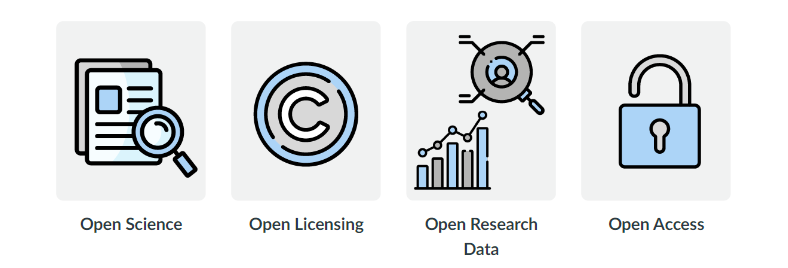 Open Science
Open Licensing
Open Research
Data
Open Access